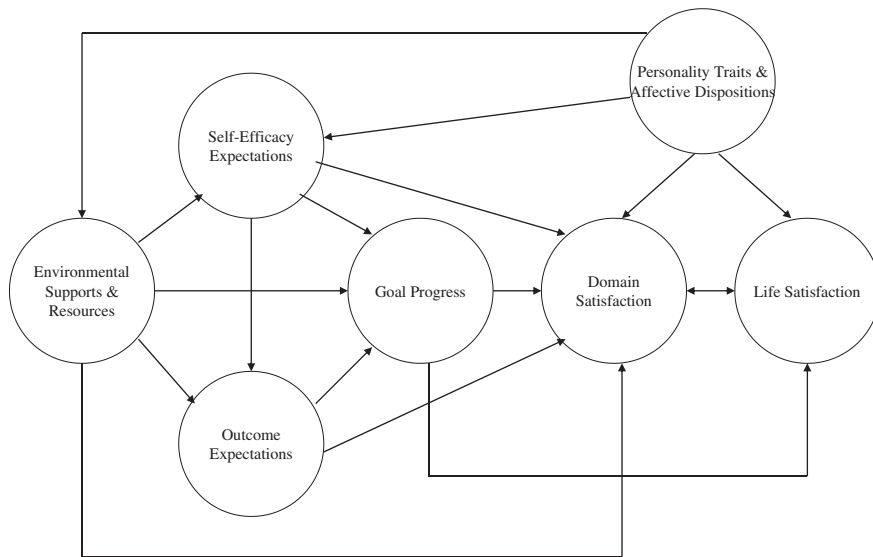 Personality Traits &
Affective Dispositions
Self-Efficacy
Expectations
Environmental
Supports &
Resources
Goal Progress
Domain
Satisfaction
Life Satisfaction
Outcome
Expectations